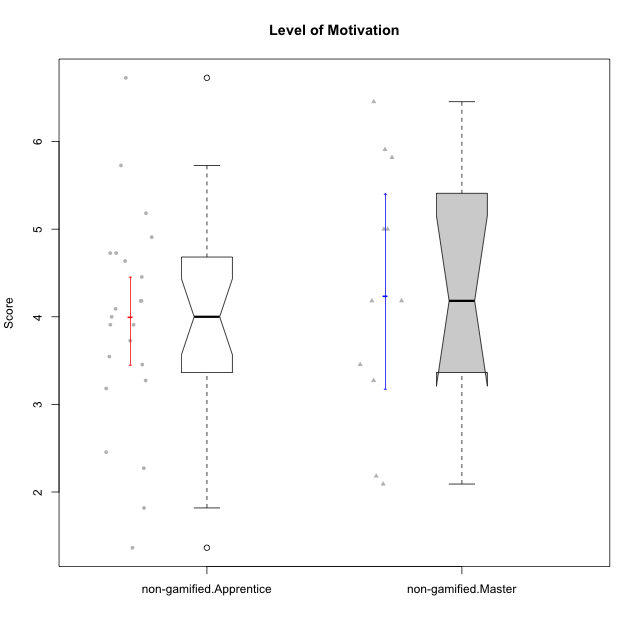 Level of Motivation
Score
6
5
4
3
2
non-gamified.Apprentice
non-gamified.Master